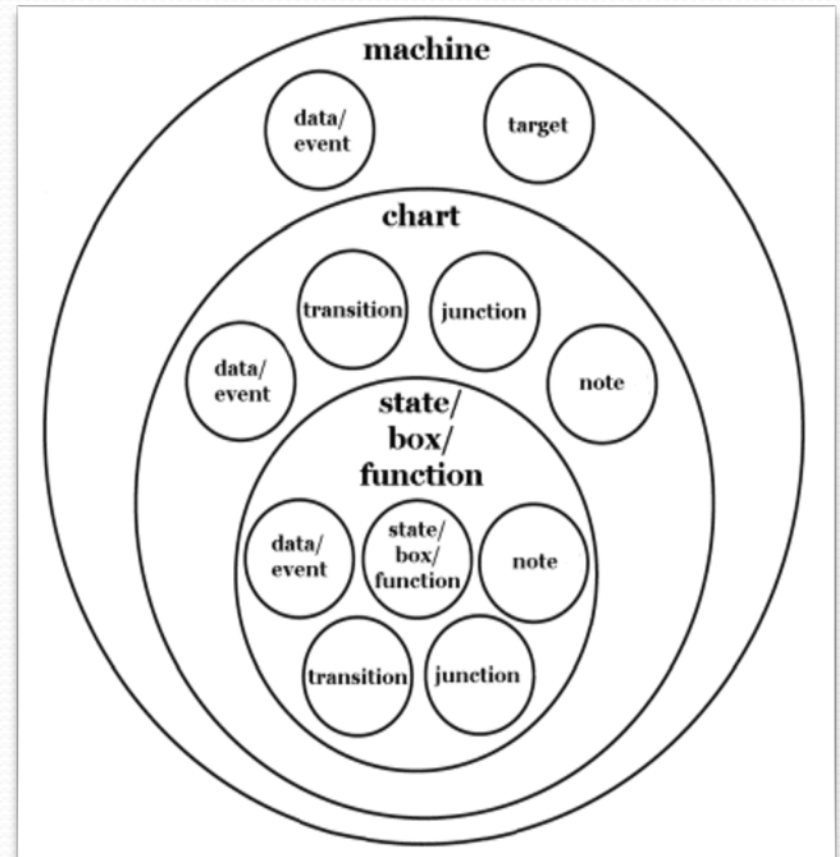 machine
data/
event
target
chart
transition
junction
data/
event
note
state/
box/
function
data/
event
state/
box/
function
note
transition
junction